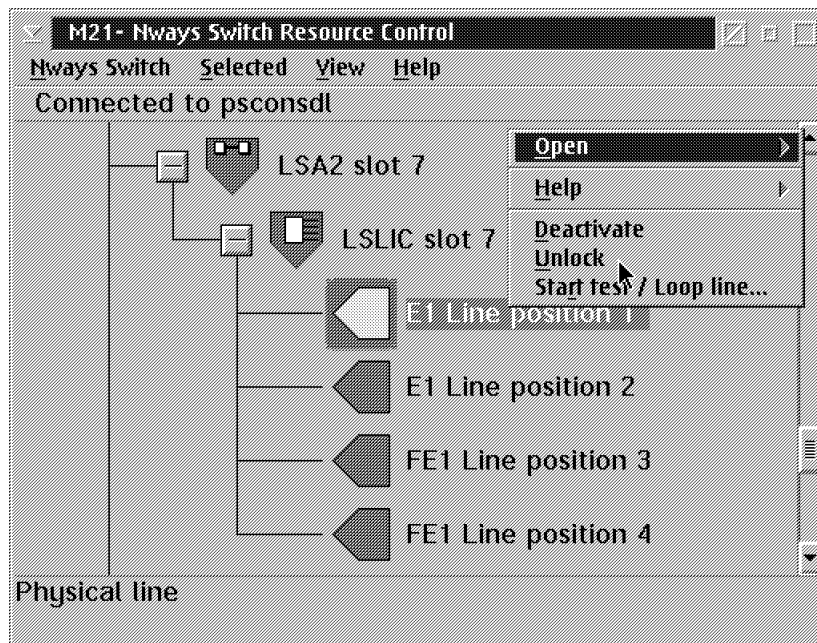 M21- Nways Switch Resource Control
Nways Switch Selected View Help
Connected to psconsdl
LSA2 slot 7
LSLIC slot 7
E1 Line position 1
E1 Line position 2
FE1 Line position 3
FE1 Line position 4
Open
Help
Deactivate
Unlock
Start test / Loop line...
Physical line